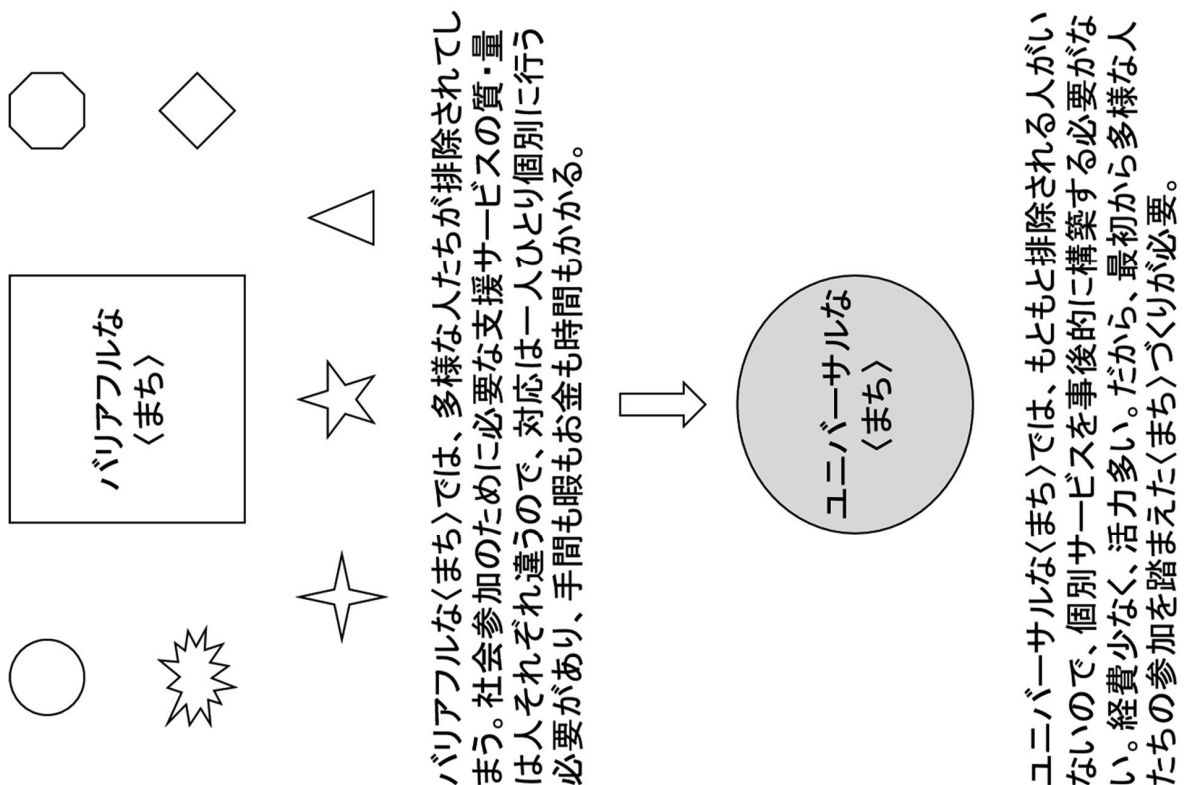 バリアフルな
〈まち〉
バリアフルな〈まち〉では、多様な人たちが排除されてし
まう。社会参加のために必要な支援サービスの質・量
は人それぞれ違うので、対応は一人ひとり個別に行う
必要があり、手間も暇もお金も時間もかかる。
ユニバーサルな
〈まち〉
ユニバーサルな〈まち〉では、もともと排除される人がい
ないので、個別サービスを事後的に構築する必要がな
い。経費少なく、活力多い。だから、最初から多様な人
たちの参加を踏まえた〈まち〉づくりが必要。